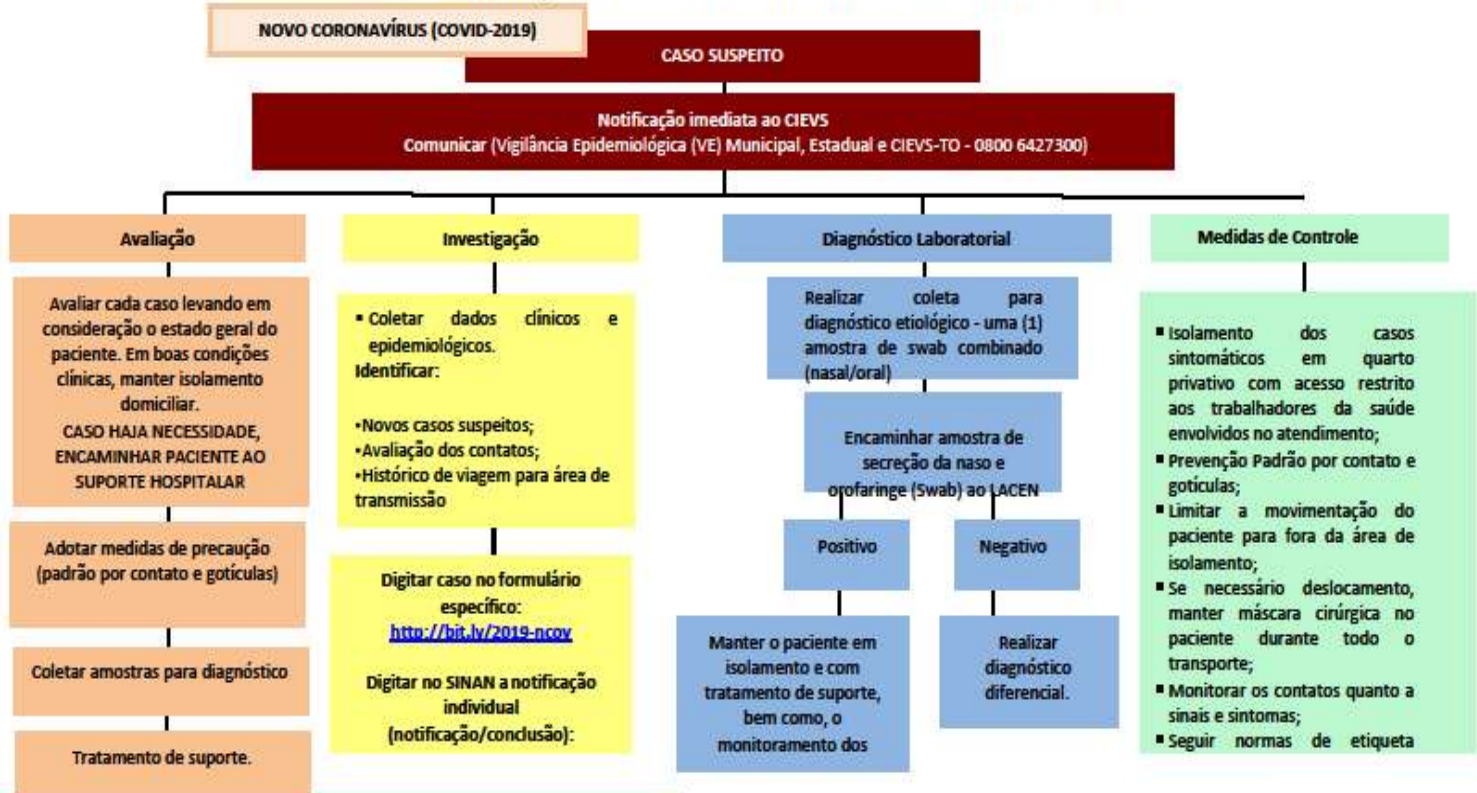 NOVO CORONAVÍRUS (COVID-2019)
CASO SUSPEITO
Notificação imediata ao CIEVS
Comunicar (Vigilância Epidemiológica (VE) Municipal, Estadual e CIEVS-TO - 0800 6427300)
Avaliação
Avaliar cada caso levando em
consideração o estado geral do
paciente. Em boas condições
clínicas, manter isolamento
domiciliar.
CASO HAJA NECESSIDADE,
ENCAMINHAR PACIENTE AO
SUPORTE HOSPITALAR
Adotar medidas de precaução
(padrão por contato e gotículas)
Coletar amostras para diagnóstico
Tratamento de suporte.
Investigação
▪ Coletar dados clínicos e
epidemiológicos.
Identificar:
•Novos casos suspeitos;
•Avaliação dos contatos;
•Histórico de viagem para área de
transmissão
Digitar caso no formulário
específico:
http://bit.ly/2019-ncov
Digitar no SINAN a notificação
individual
(notificação/conclusão):
Diagnóstico Laboratorial
Realizar coleta para
diagnóstico etiológico - uma (1)
amostra de swab combinado
(nasal/oral)
Encaminhar amostra de
secreção da naso e
orofaringe (Swab) ao LACEN
Positivo
Manter o paciente em
isolamento e com
tratamento de suporte,
bem como, o
monitoramento dos
Negativo
Realizar
diagnóstico
diferencial.
Medidas de Controle
▪ Isolamento dos casos
sintomáticos em quarto
privativo com acesso restrito
aos trabalhadores da saúde
envolvidos no atendimento;
▪ Prevenção Padrão por contato e
gotículas;
▪ Limitar a movimentação do
paciente para fora da área de
isolamento;
▪ Se necessário deslocamento,
manter máscara cirúrgica no
paciente durante todo o
transporte;
▪ Monitorar os contatos quanto a
sinais e sintomas;
▪ Seguir normas de etiqueta